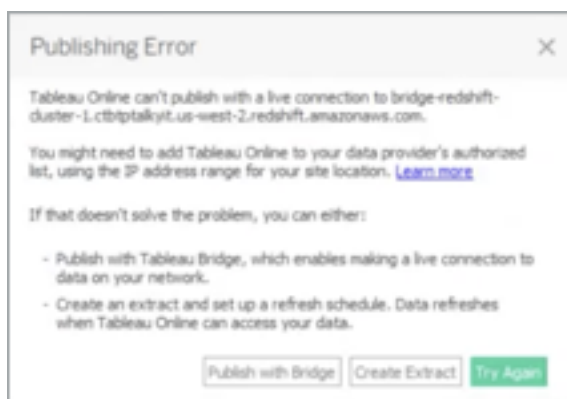 Publishing Error
Tableau Online can't publish with a live connection to bridge-redshift-
cluster-1.ctbtptalkyit.us-west-2.redshift.amazonaws.com.
You might need to add Tableau Online to your data provider's authorized
list, using the IP address range for your site location. Learn more
If that doesn't solve the problem, you can either:
- Publish with Tableau Bridge, which enables making a live connection to
data on your network.
- Create an extract and set up a refresh schedule. Data refreshes
when Tableau Online can access your data.
Publish with Bridge Create Extract Try Again